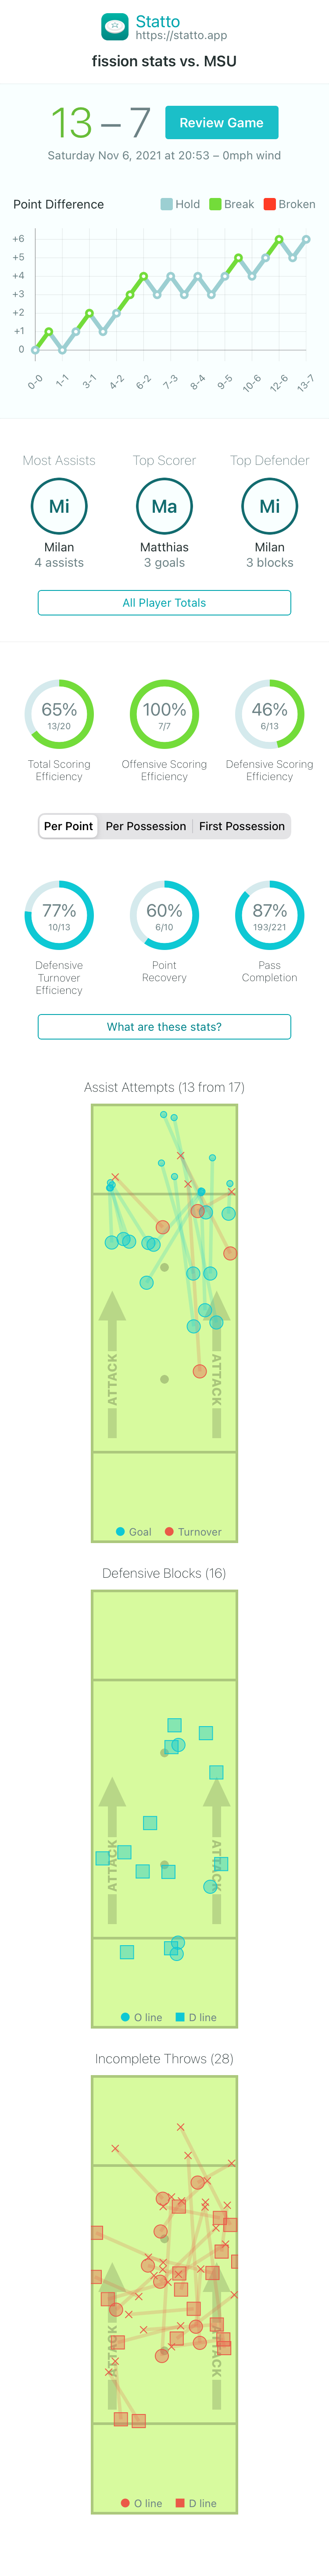 Statto
https://statto.app
fission stats vs. MSU
13 – 7
Review Game
Saturday Nov 6, 2021 at 20:53 – 0mph wind
Point Difference
Hold
Break
Broken
+6
+5
+4
+3
+2
+1
0
0-0
1-1
3-1
4-2
6-2
7-3
8-4
9-5
10-6
12-6
13-7
Most Assists
Top Scorer
Top Defender
Mi
Ma
Mi
Milan
Matthias
Milan
4 assists
3 goals
3 blocks
All Player Totals
65%
13/20
100%
7/7
46%
6/13
Total Scoring
Efficiency
Offensive Scoring
Efficiency
Defensive Scoring
Efficiency
Per Point
Per Possession
First Possession
77%
10/13
60%
6/10
87%
193/221
Defensive
Turnover
Efficiency
Point
Recovery
Pass
Completion
What are these stats?
Assist Attempts (13 from 17)
ATTACK
ATTACK
Goal
Turnover
Defensive Blocks (16)
ATTACK
ATTACK
O line
D line
Incomplete Throws (28)
ATTACK
ATTACK
O line
D line